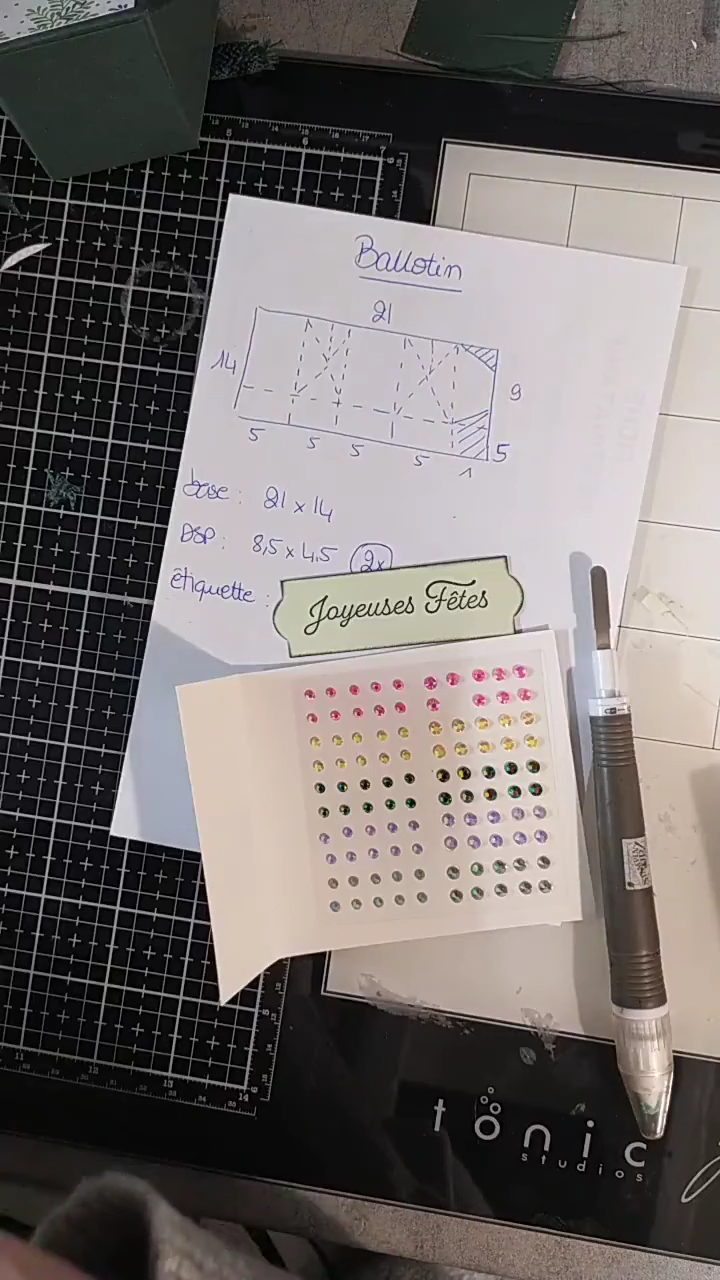 Ballotin
21
14
9
5 5 5 5 1 5
base : 21 x 14
DSP : 8,5 x 4,5 2x
étiquette :
Joyeuses Fêtes
tonic
studios